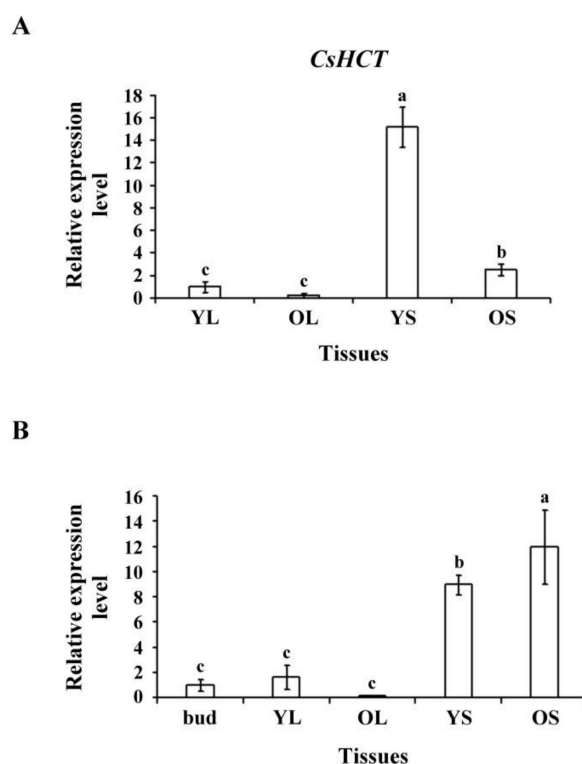 A
CsHCT
Relative expression
level
18
16
14
12
10
8
6
4
2
0
c
c
a
b
YL OL YS OS
Tissues
B
Relative expression
level
16
14
12
10
8
6
4
2
0
c
c
c
b
a
bud YL OL YS OS
Tissues